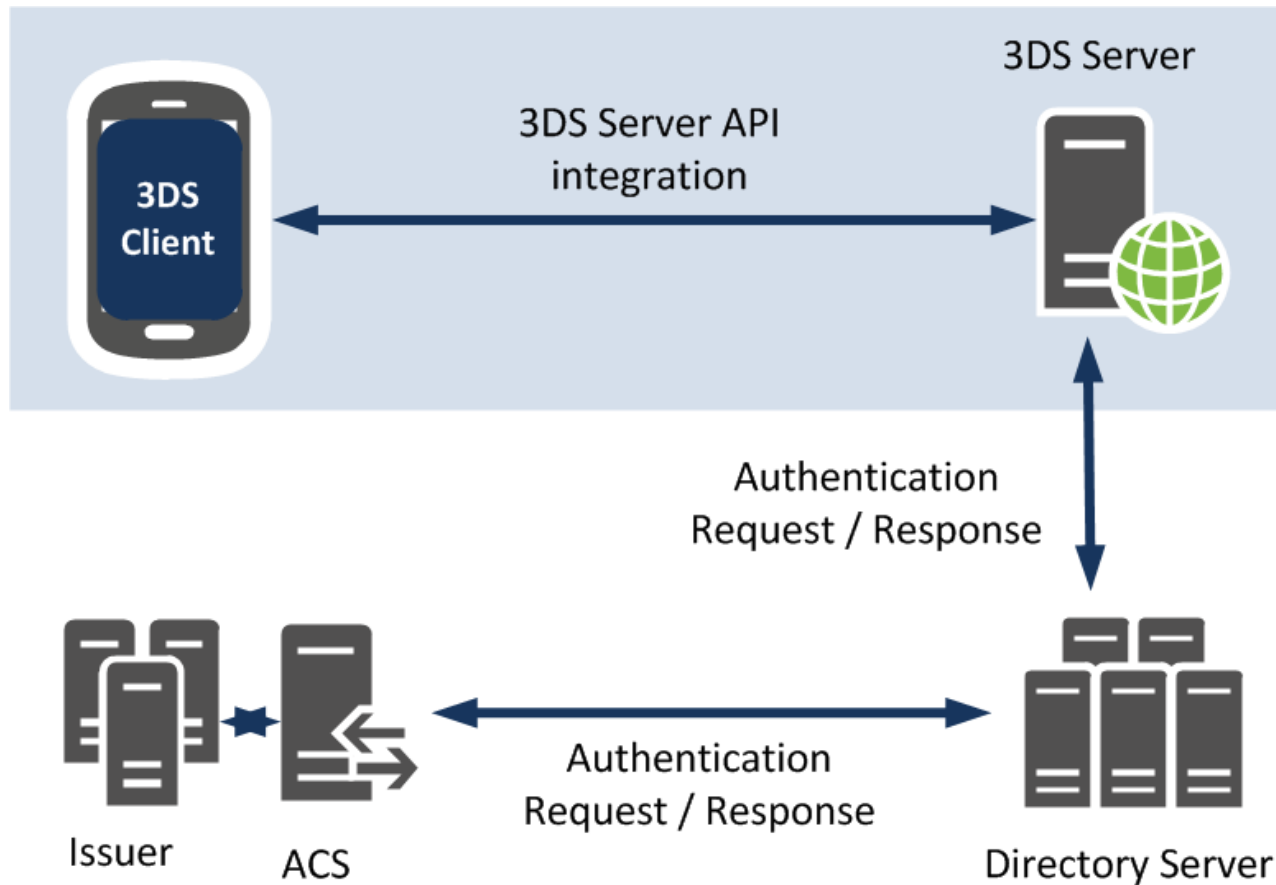 3DS Server
3DS Server API
integration
3DS
Client
Authentication
Request / Response
Authentication
Request / Response
Issuer
ACS
Directory Server